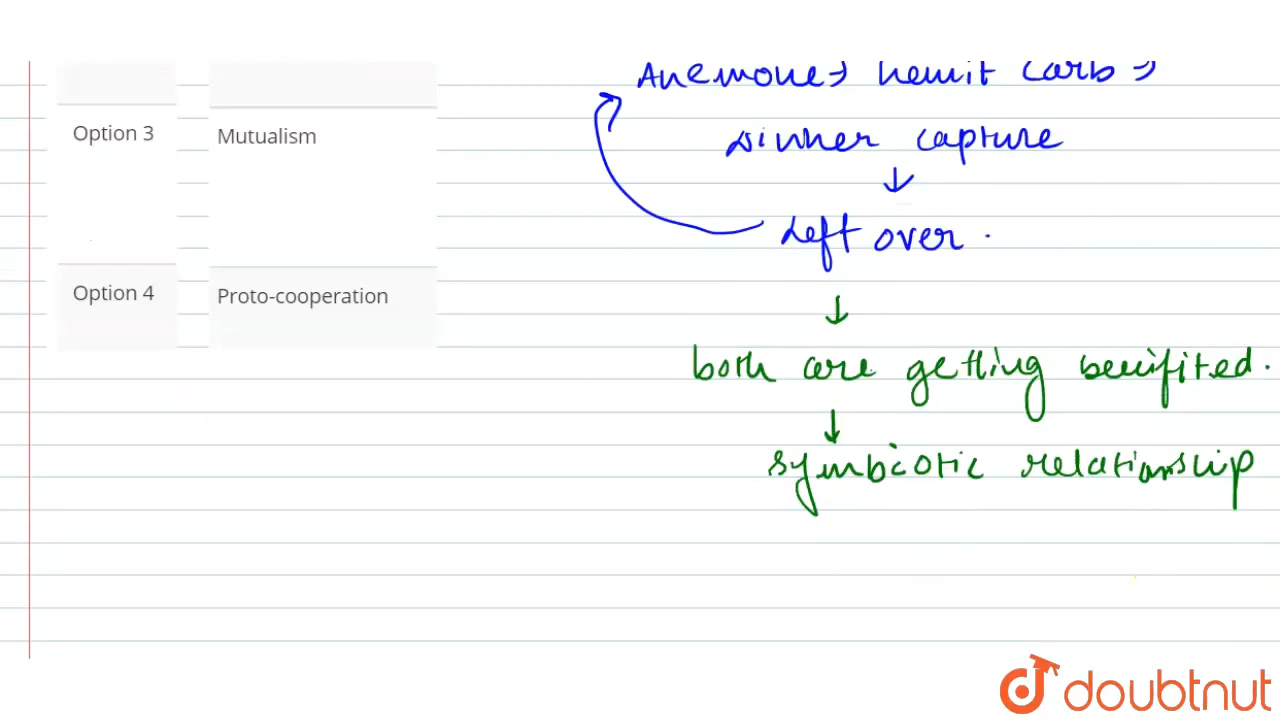 Anemone → hemit carb →
Option 3 Mutualism
dinner capture
↓
Left over .
↓
Option 4 Proto-cooperation
both are getting benifited .
↓
symbiotic relationship
doubtnut